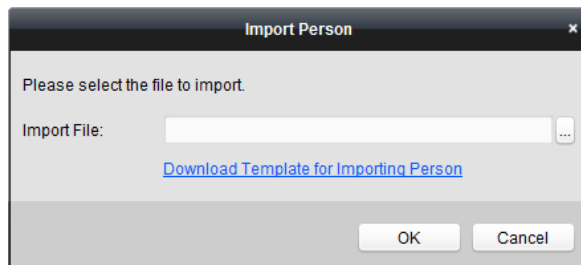 Import Person
×
Please select the file to import.
Import File:
...
Download Template for Importing Person
OK
Cancel